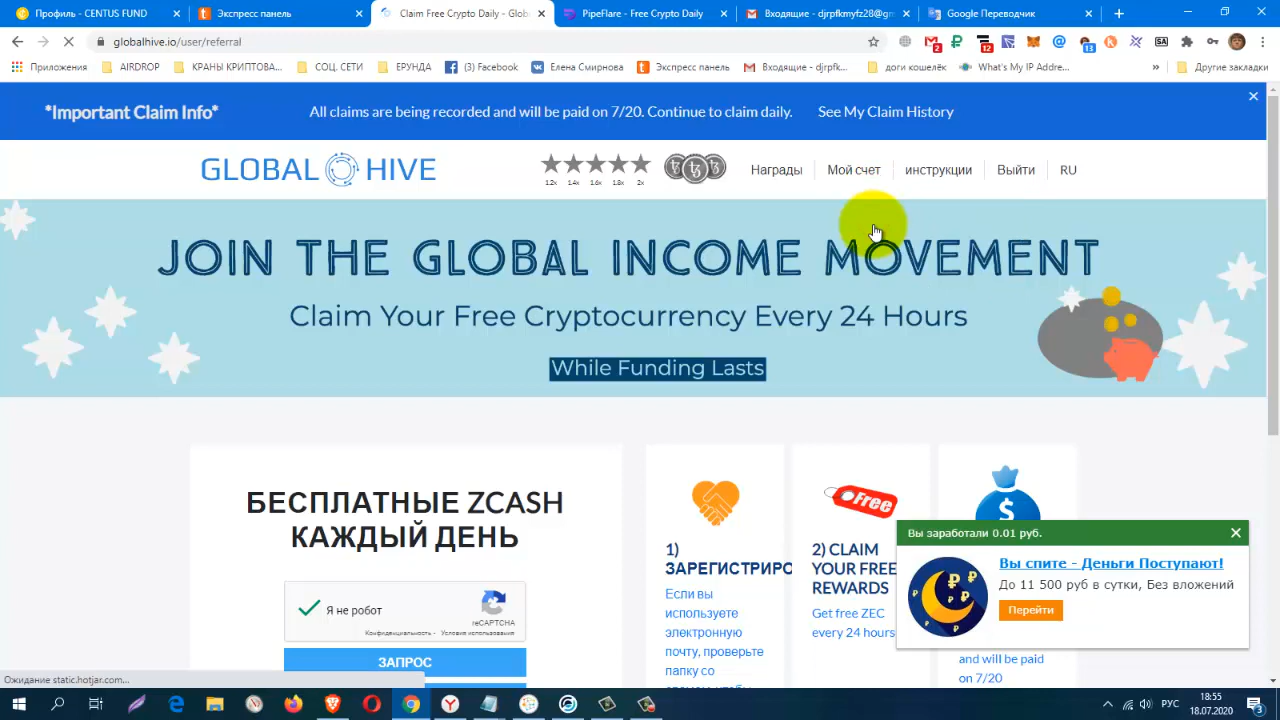 Профиль - CENTUS FUND
Экспресс панель
Claim Free Crypto Daily - Glob
PipeFlare - Free Crypto Daily
Входящие - djrpfkmyfz28@gm
Google Переводчик
globalhive.io/user/referral
2
12
13
SA
Приложения
AIRDROP
КРАНЫ КРИПТОВА...
СОЦ. СЕТИ
ЕРУНДА
(3) Facebook
Елена Смирнова
Экспресс панель
Входящие - djrpfk...
доги кошелёк
What's My IP Addre...
»
Другие закладки
*Important Claim Info*
All claims are being recorded and will be paid on 7/20. Continue to claim daily.
See My Claim History
GLOBAL HIVE
1.2x 1.4x 1.6x 1.8x 2x
Награды
Мой счет
инструкции
Выйти
RU
JOIN THE GLOBAL INCOME MOVEMENT
Claim Your Free Cryptocurrency Every 24 Hours
While Funding Lasts
БЕСПЛАТНЫЕ ZCASH
КАЖДЫЙ ДЕНЬ
Я не робот
reCAPTCHA
Конфиденциальность - Условия использования
ЗАПРОС
1)
ЗАРЕГИСТРИРО
Если вы
используете
электронную
почту, проверьте
папку со
Free
2) CLAIM
YOUR FREE
REWARDS
Get free ZEC
every 24 hours
$
and will be paid
on 7/20
Вы заработали 0.01 руб.
Вы спите - Деньги Поступают!
До 11 500 руб в сутки, Без вложений
Перейти
Ожидание static.hotjar.com...
РУС
18:55
18.07.2020
3